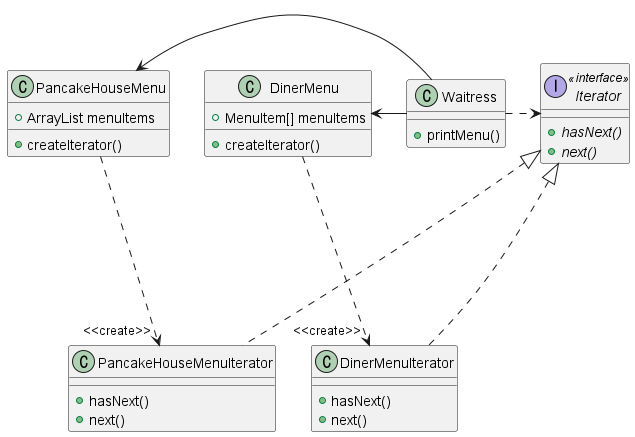 C PancakeHouseMenu
ArrayList menuItems
createIterator()
C DinerMenu
MenuItem[] menuItems
createIterator()
C Waitress
printMenu()
I «interface»
Iterator
hasNext()
next()
<<create>>
<<create>>
C PancakeHouseMenuIterator
hasNext()
next()
C DinerMenuIterator
hasNext()
next()